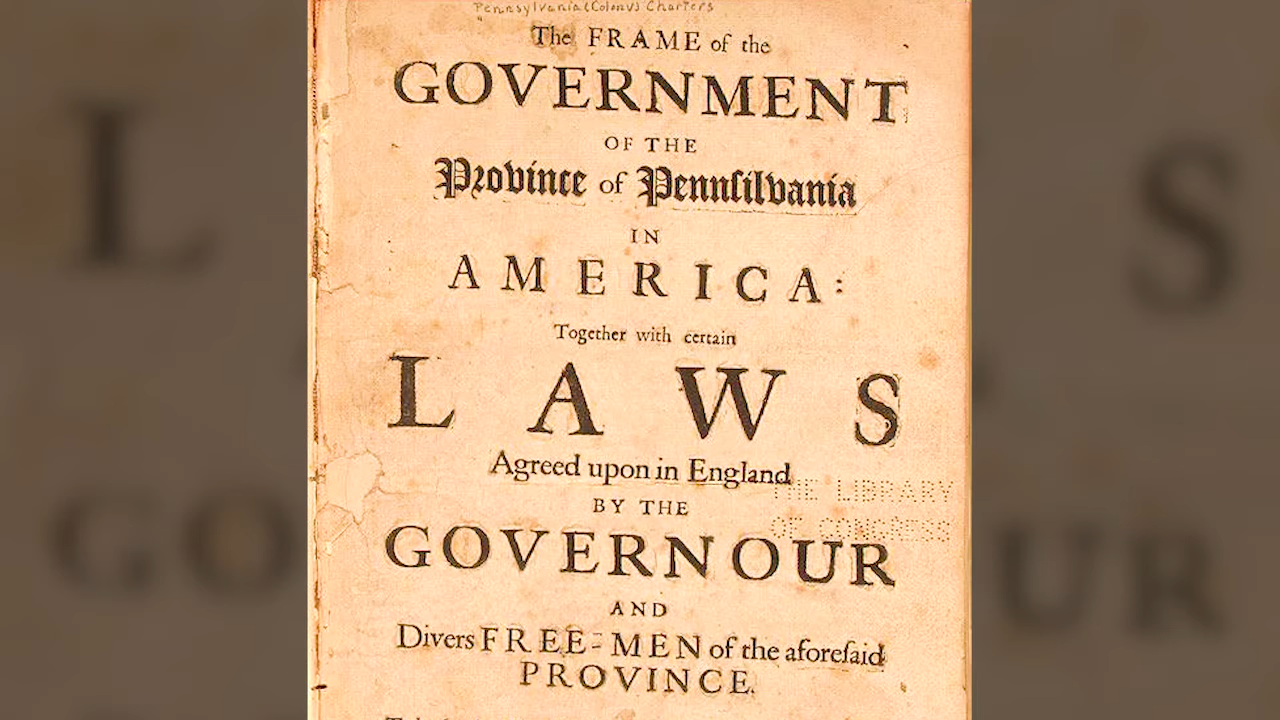 Pennsylvania (Colony) Charters
The FRAME of the
GOVERNMENT
OF THE
Province of Pennſilvania
IN
AMERICA:
Together with certain
LAWS
Agreed upon in England
BY THE
GOVERNOUR
AND
Divers FREE-MEN of the aforeſaid
PROVINCE.
THE LIBRARY
OF CONGRESS